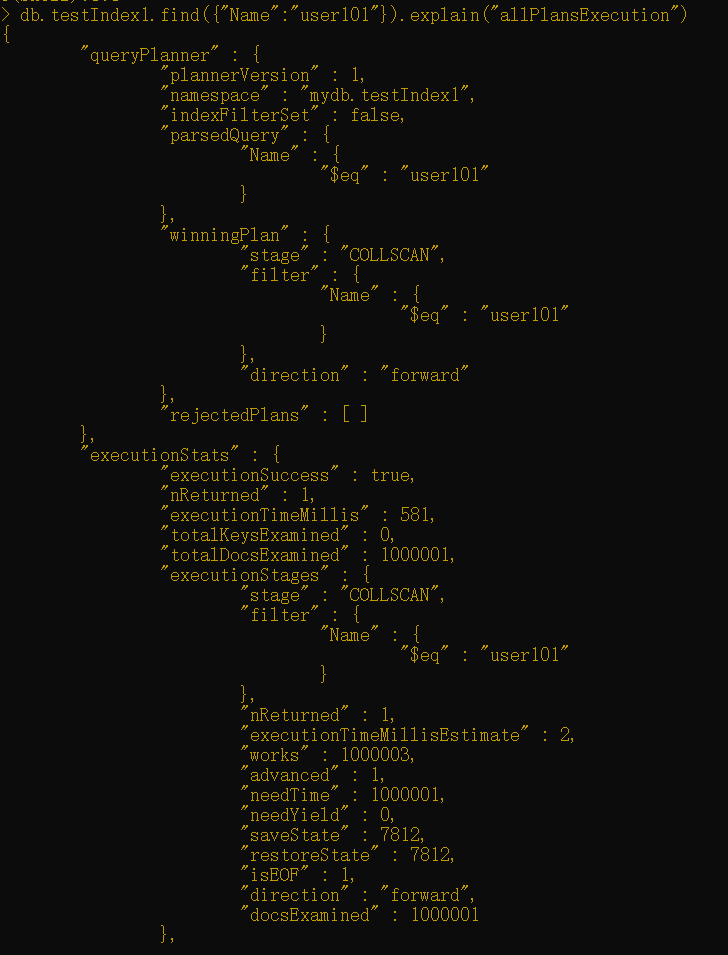 > db.testIndex1.find({"Name":"user101"}).explain("allPlansExecution")
{
        "queryPlanner" : {
                "plannerVersion" : 1,
                "namespace" : "mydb.testIndex1",
                "indexFilterSet" : false,
                "parsedQuery" : {
                        "Name" : {
                                "$eq" : "user101"
                        }
                },
                "winningPlan" : {
                        "stage" : "COLLSCAN",
                        "filter" : {
                                "Name" : {
                                        "$eq" : "user101"
                                }
                        },
                        "direction" : "forward"
                },
                "rejectedPlans" : [ ]
        },
        "executionStats" : {
                "executionSuccess" : true,
                "nReturned" : 1,
                "executionTimeMillis" : 581,
                "totalKeysExamined" : 0,
                "totalDocsExamined" : 1000001,
                "executionStages" : {
                        "stage" : "COLLSCAN",
                        "filter" : {
                                "Name" : {
                                        "$eq" : "user101"
                                }
                        },
                        "nReturned" : 1,
                        "executionTimeMillisEstimate" : 2,
                        "works" : 1000003,
                        "advanced" : 1,
                        "needTime" : 1000001,
                        "needYield" : 0,
                        "saveState" : 7812,
                        "restoreState" : 7812,
                        "isEOF" : 1,
                        "direction" : "forward",
                        "docsExamined" : 1000001
                },